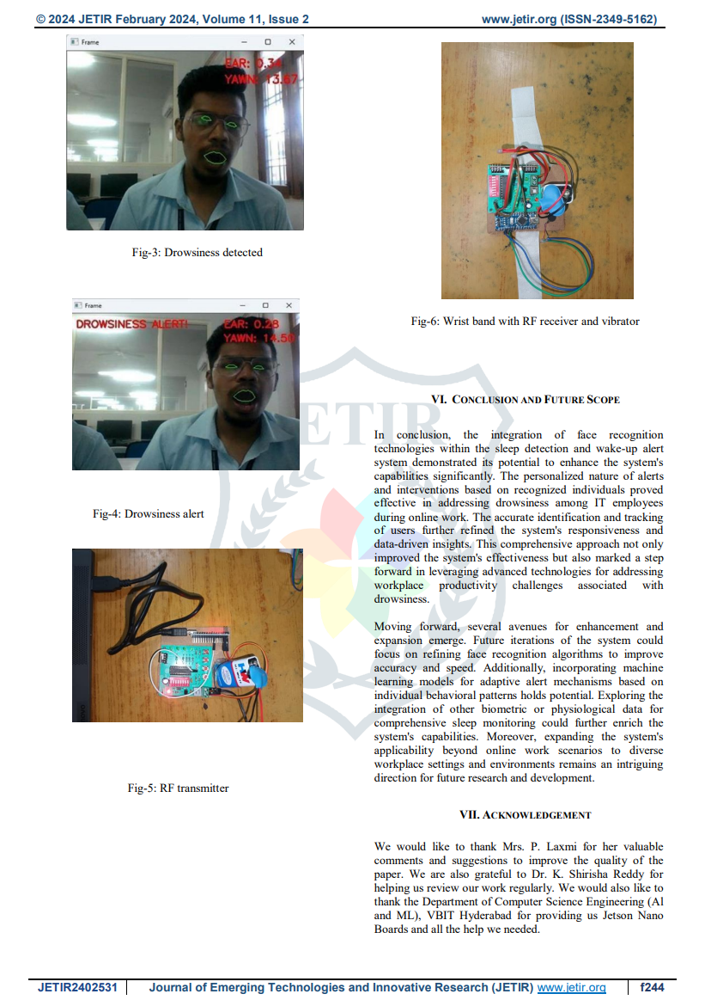 © 2024 JETIR February 2024, Volume 11, Issue 2
www.jetir.org (ISSN-2349-5162)
Frame
EAR: 0.34
YAWN: 13.67
Fig-3: Drowsiness detected
Frame
DROWSINESS ALERT!
EAR: 0.28
YAWN: 14.50
Fig-4: Drowsiness alert
Fig-5: RF transmitter
Fig-6: Wrist band with RF receiver and vibrator
JETIR
VI. CONCLUSION AND FUTURE SCOPE
In conclusion, the integration of face recognition
technologies within the sleep detection and wake-up alert
system demonstrated its potential to enhance the system's
capabilities significantly. The personalized nature of alerts
and interventions based on recognized individuals proved
effective in addressing drowsiness among IT employees
during online work. The accurate identification and tracking
of users further refined the system's responsiveness and
data-driven insights. This comprehensive approach not only
improved the system's effectiveness but also marked a step
forward in leveraging advanced technologies for addressing
workplace productivity challenges associated with
drowsiness.
Moving forward, several avenues for enhancement and
expansion emerge. Future iterations of the system could
focus on refining face recognition algorithms to improve
accuracy and speed. Additionally, incorporating machine
learning models for adaptive alert mechanisms based on
individual behavioral patterns holds potential. Exploring the
integration of other biometric or physiological data for
comprehensive sleep monitoring could further enrich the
system's capabilities. Moreover, expanding the system's
applicability beyond online work scenarios to diverse
workplace settings and environments remains an intriguing
direction for future research and development.
VII. ACKNOWLEDGEMENT
We would like to thank Mrs. P. Laxmi for her valuable
comments and suggestions to improve the quality of the
paper. We are also grateful to Dr. K. Shirisha Reddy for
helping us review our work regularly. We would also like to
thank the Department of Computer Science Engineering (Al
and ML), VBIT Hyderabad for providing us Jetson Nano
Boards and all the help we needed.
JETIR2402531
Journal of Emerging Technologies and Innovative Research (JETIR) www.jetir.org
f244